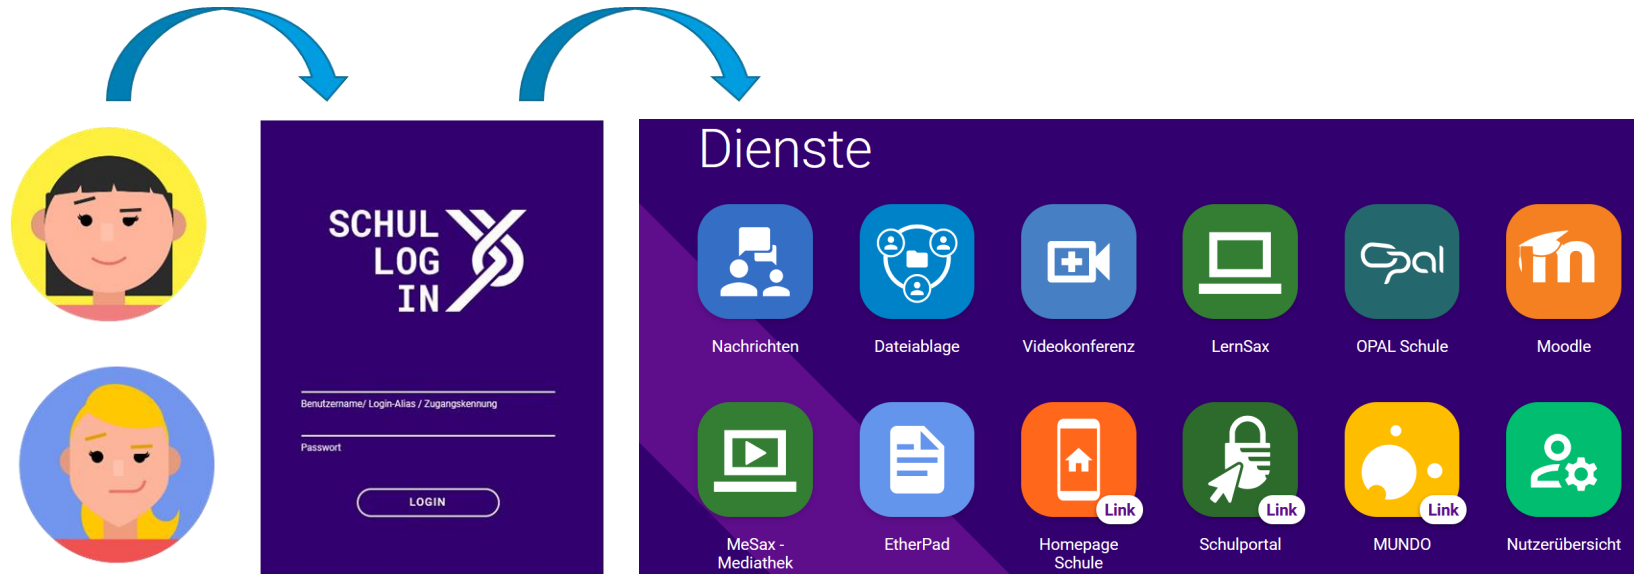 SCHUL
LOG
IN
Benutzername/ Login-Alias / Zugangskennung
Passwort
LOGIN
Dienste
Opal
m
Nachrichten
Dateiablage
Videokonferenz
LernSax
OPAL Schule
Moodle
Link
Link
Link
MeSax -
Mediathek
EtherPad
Homepage
Schule
Schulportal
MUNDO
Nutzerübersicht